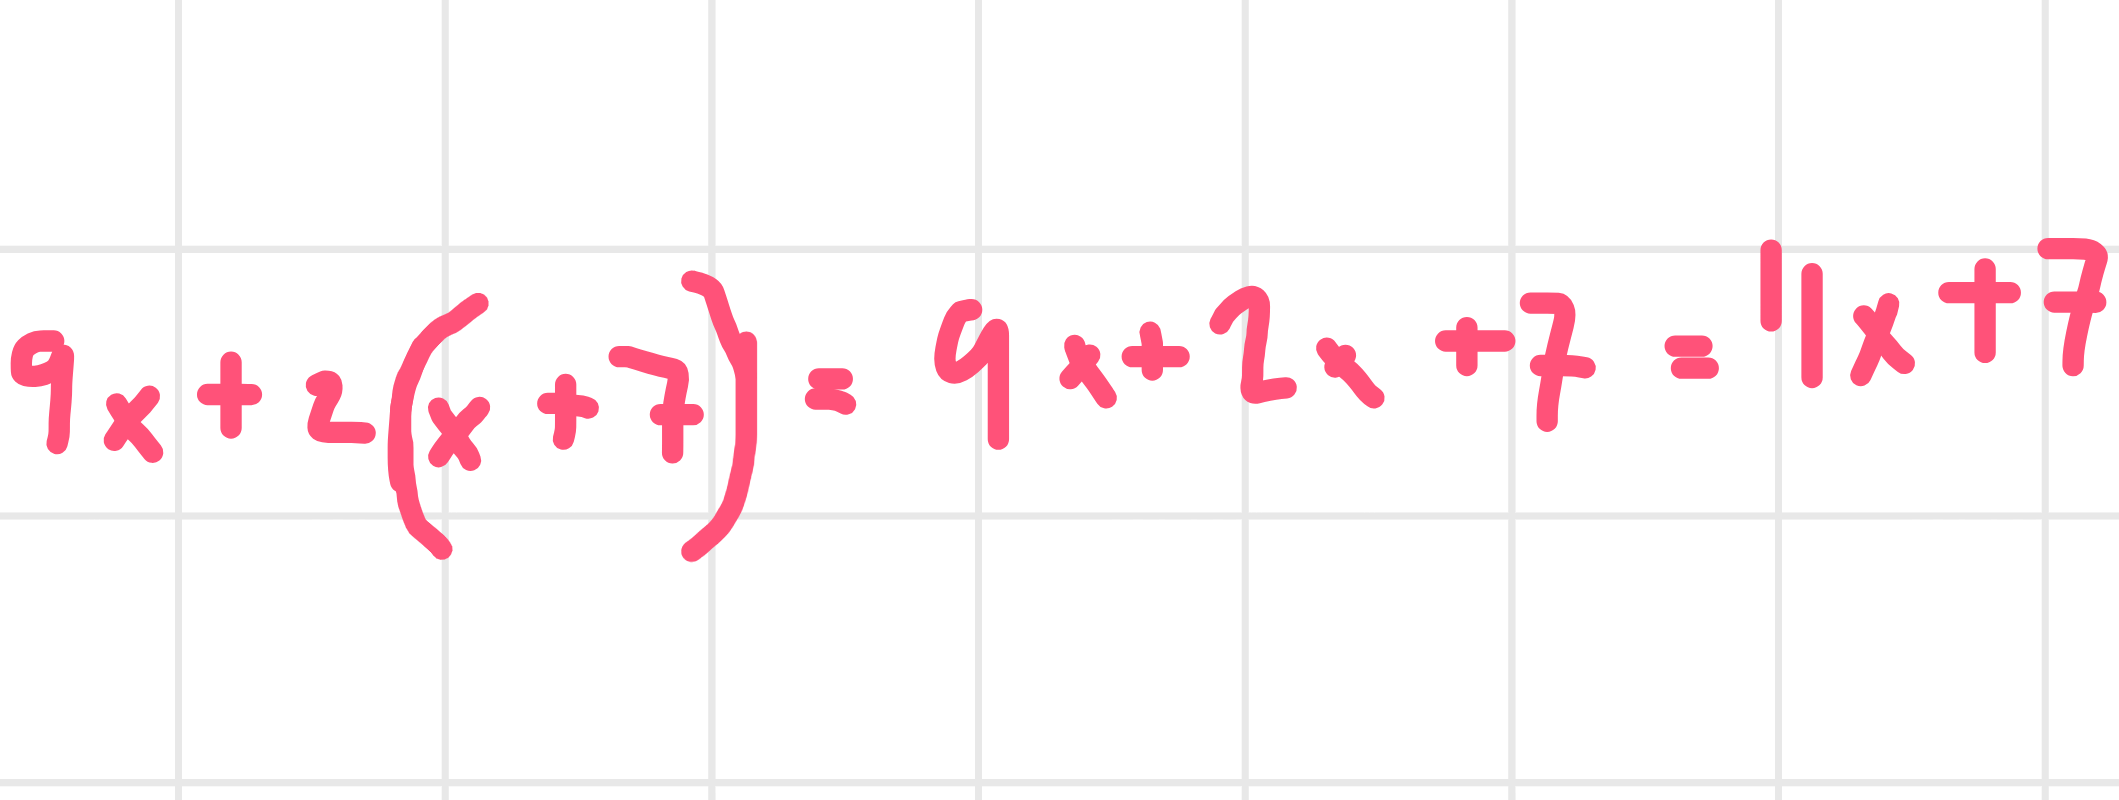 9x + 2(x + 7) = 9x + 2x + 7 = 11x + 7